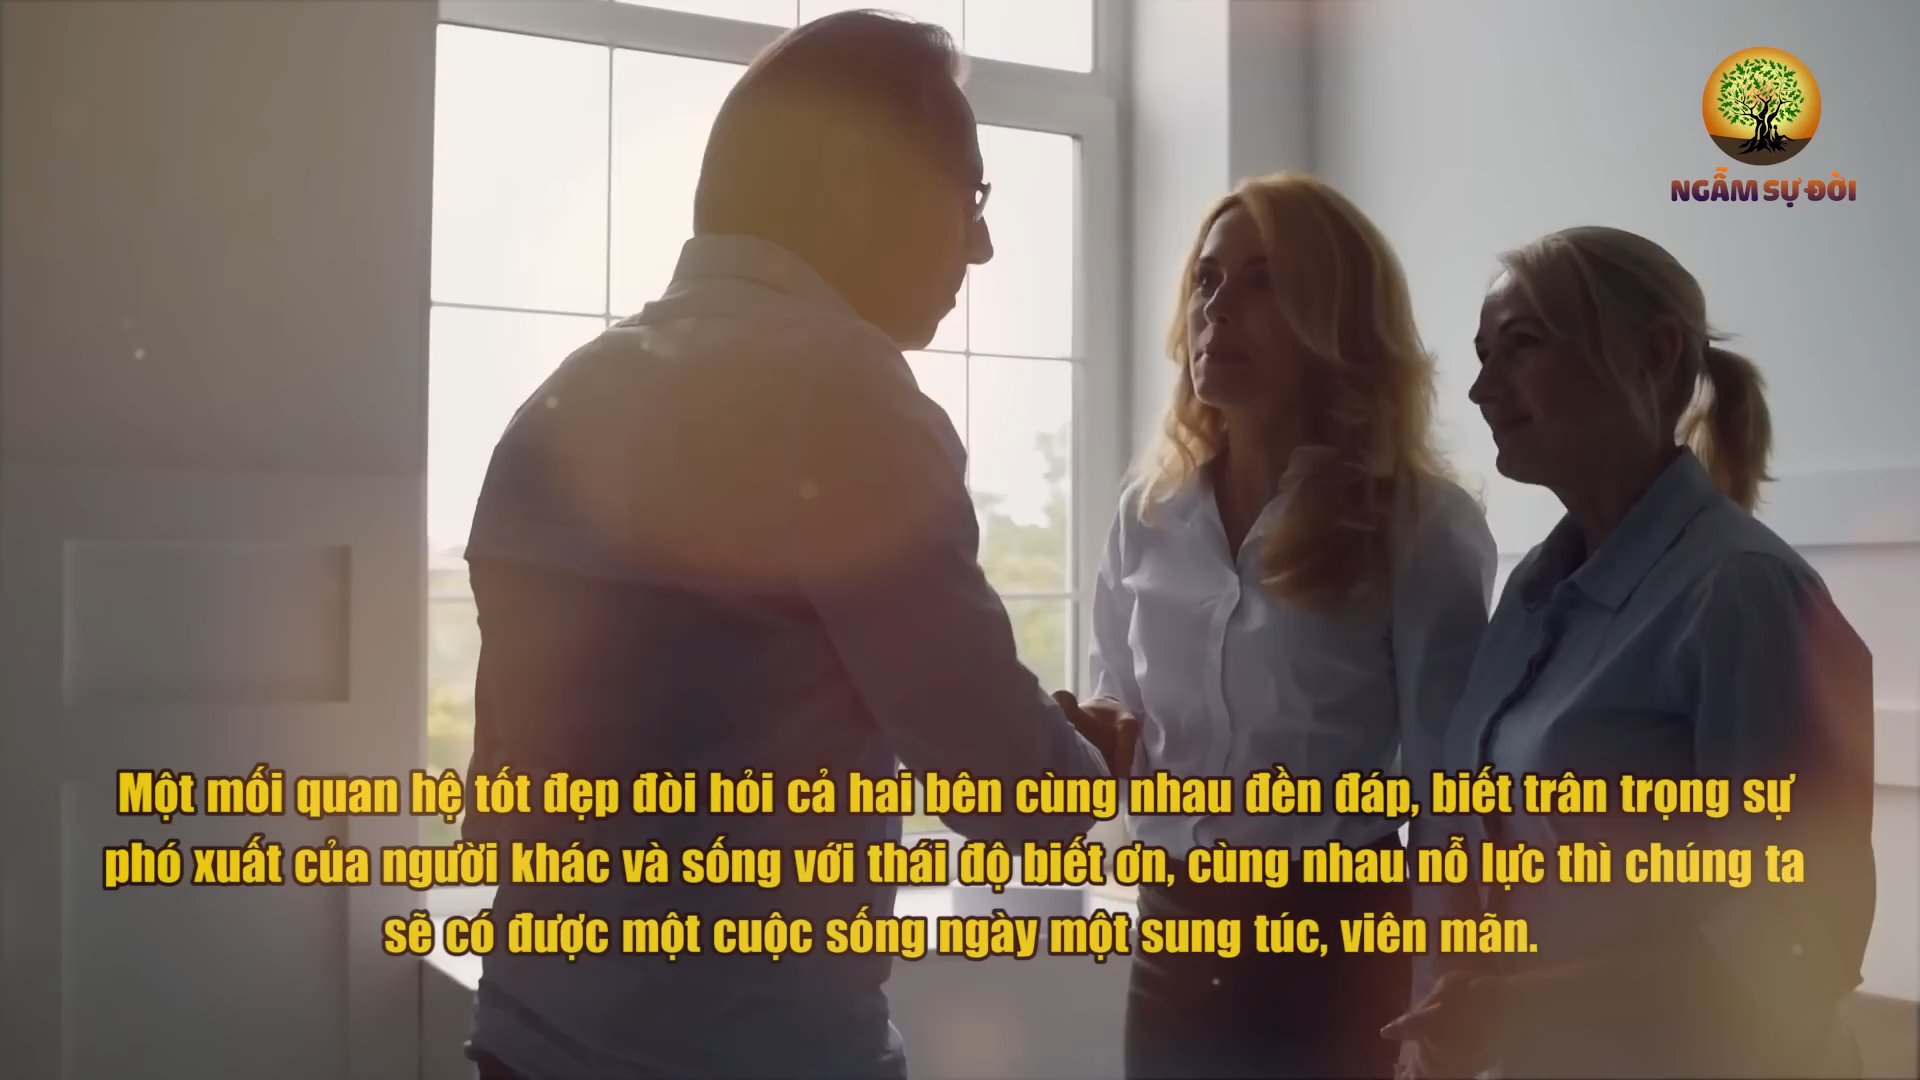 NGẪM SỰ ĐỜI
Một mối quan hệ tốt đẹp đòi hỏi cả hai bên cùng nhau đền đáp, biết trân trọng sự
phó xuất của người khác và sống với thái độ biết ơn, cùng nhau nỗ lực thì chúng ta
sẽ có được một cuộc sống ngày một sung túc, viên mãn.